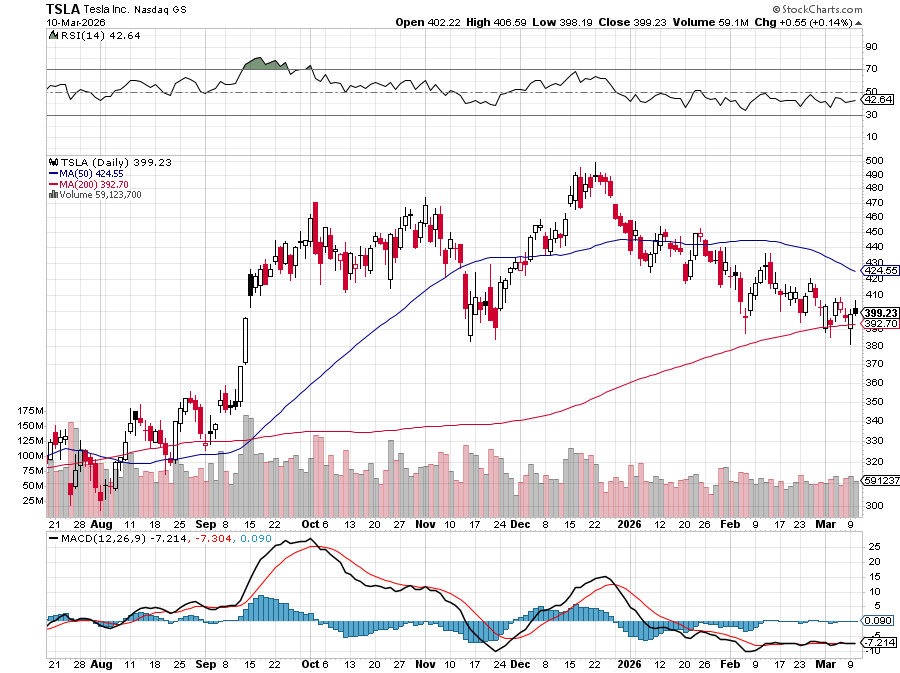 TSLA Tesla Inc. Nasdaq GS © StockCharts.com
10-Mar-2026 Open 402.22 High 406.59 Low 398.19 Close 399.23 Volume 59.1M Chg +0.55 (+0.14%)
RSI(14) 42.64
90
70
50
42.64
30
10
TSLA (Daily) 399.23
MA(50) 424.55
MA(200) 392.70
Volume 59,123,700
500
490
480
470
460
450
440
430
424.55
420
410
399.23
392.70
380
370
360
350
340
330
320
591237
300
175M
150M
125M
100M
75M
50M
25M
21 28 Aug 11 18 25 Sep 8 15 22 Oct 6 13 20 27 Nov 10 17 24 Dec 8 15 22 2026 12 20 26 Feb 9 17 23 Mar 9
MACD(12,26,9) -7.214, -7.304, 0.090
25
20
15
10
5
0.090
-5
-7.214
-10
21 28 Aug 11 18 25 Sep 8 15 22 Oct 6 13 20 27 Nov 10 17 24 Dec 8 15 22 2026 12 20 26 Feb 9 17 23 Mar 9